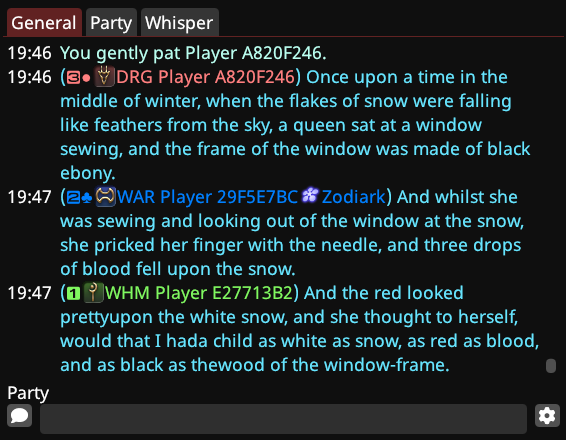 General Party Whisper
19:46 You gently pat Player A820F246.
19:46 (3●DRG Player A820F246) Once upon a time in the
middle of winter, when the flakes of snow were falling
like feathers from the sky, a queen sat at a window
sewing, and the frame of the window was made of black
ebony.
19:47 (2♣WAR Player 29F5E7BC Zodiark) And whilst she
was sewing and looking out of the window at the snow,
she pricked her finger with the needle, and three drops
of blood fell upon the snow.
19:47 (1 WHM Player E27713B2) And the red looked
prettyupon the white snow, and she thought to herself,
would that I hada child as white as snow, as red as blood,
and as black as thewood of the window-frame.
Party